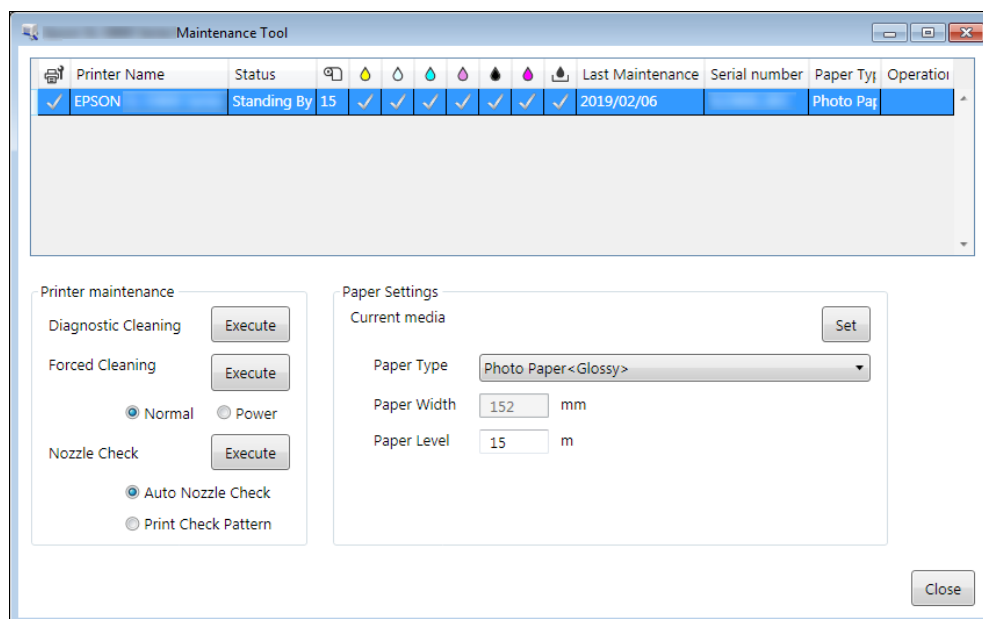 Maintenance Tool
Printer Name Status Last Maintenance Serial number Paper Typ Operation
EPSON Standing By 15 2019/02/06 Photo Pap
Printer maintenance
Diagnostic Cleaning Execute
Forced Cleaning Execute
Normal Power
Nozzle Check Execute
Auto Nozzle Check
Print Check Pattern
Paper Settings
Current media Set
Paper Type Photo Paper<Glossy>
Paper Width 152 mm
Paper Level 15 m
Close